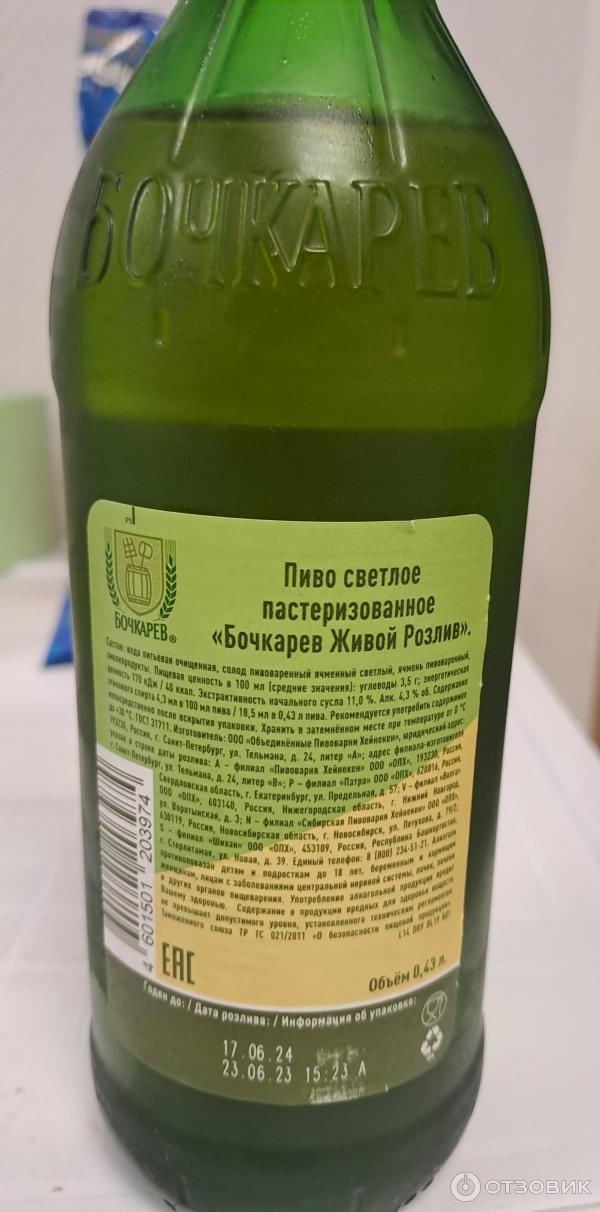 БОЧКАРЕВ
PS
БОЧКАРЕВ®
Пиво светлое
пастеризованное
«Бочкарев Живой Розлив».
Состав: вода питьевая очищенная, солод пивоваренный ячменный светлый, ячмень пивоваренный,
хмелепродукты. Пищевая ценность в 100 мл (средние значения): углеводы 3,5 г; энергетическая
ценность 170 кДж / 40 ккал. Экстрактивность начального сусла 11,0 %. Алк. 4,3 % об. Содержание
этилового спирта 4,3 мл в 100 мл пива / 18,5 мл в 0,43 л пива. Рекомендуется употребить содержимое
непосредственно после вскрытия упаковки. Хранить в затемнённом месте при температуре от 0 °С
до +30 °С. ГОСТ 31711. Изготовитель: ООО «Объединённые Пивоварни Хейнекен», юридический адрес:
193230, Россия, г. Санкт-Петербург, ул. Тельмана, д. 24, литер «А»; адрес филиала-изготовителя
указан в строке даты розлива: А – филиал «Пивоварня Хейнекен» ООО «ОПХ», 193230, Россия,
г. Санкт-Петербург, ул. Тельмана, д. 24, литер «В»; Р – филиал «Патра» ООО «ОПХ», 620016, Россия,
Свердловская область, г. Екатеринбург, ул. Предельная, д. 57; V – филиал «Волга»
ООО «ОПХ», 603140, Россия, Нижегородская область, г. Нижний Новгород,
ул. Воротынская, д. 3; N – филиал «Сибирская Пивоварня Хейнекен» ООО «ОПХ»,
630119, Россия, Новосибирская область, г. Новосибирск, ул. Петухова, д. 79/2;
S – филиал «Шихан» ООО «ОПХ», 453109, Россия, Республика Башкортостан,
г. Стерлитамак, ул. Новая, д. 39. Единый телефон: 8 (800) 234-51-21. Алкоголь
противопоказан детям и подросткам до 18 лет, беременным и кормящим
женщинам, лицам с заболеваниями центральной нервной системы, почек, печени
и других органов пищеварения. Употребление алкогольной продукции вредит
Вашему здоровью. Содержание в продукции вредных для здоровья веществ
не превышает допустимого уровня, установленного техническим регламентом
Таможенного союза ТР ТС 021/2011 «О безопасности пищевой продукции».
L14 D09 BL19 R01
4 601501 203974
EAC
Объём 0,43 л.
Годен до: / Дата розлива: / Информация об упаковке:
17.06.24
23.06.23 15:23 A
ОТЗОВИК